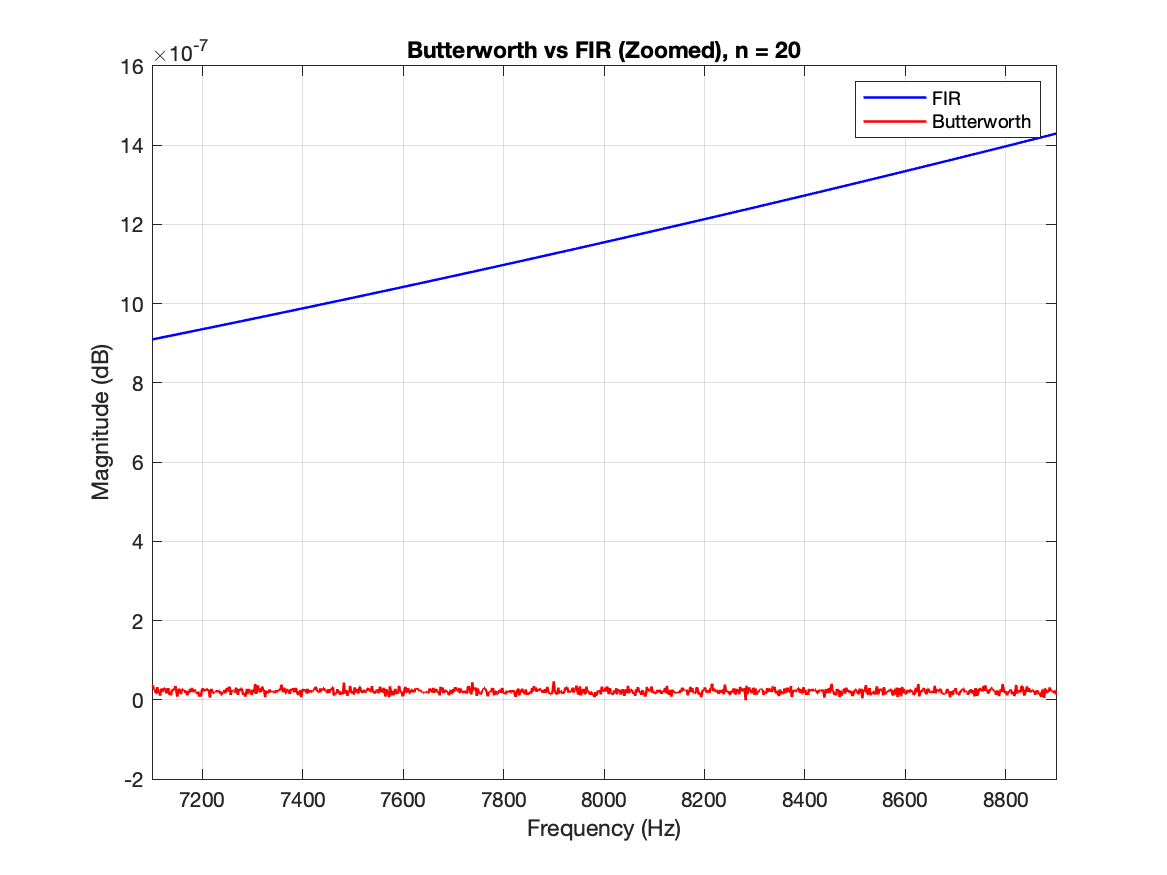 Butterworth vs FIR (Zoomed), n = 20
×10-7
16
14
12
10
8
6
4
2
0
-2
Magnitude (dB)
FIR
Butterworth
7200 7400 7600 7800 8000 8200 8400 8600 8800
Frequency (Hz)